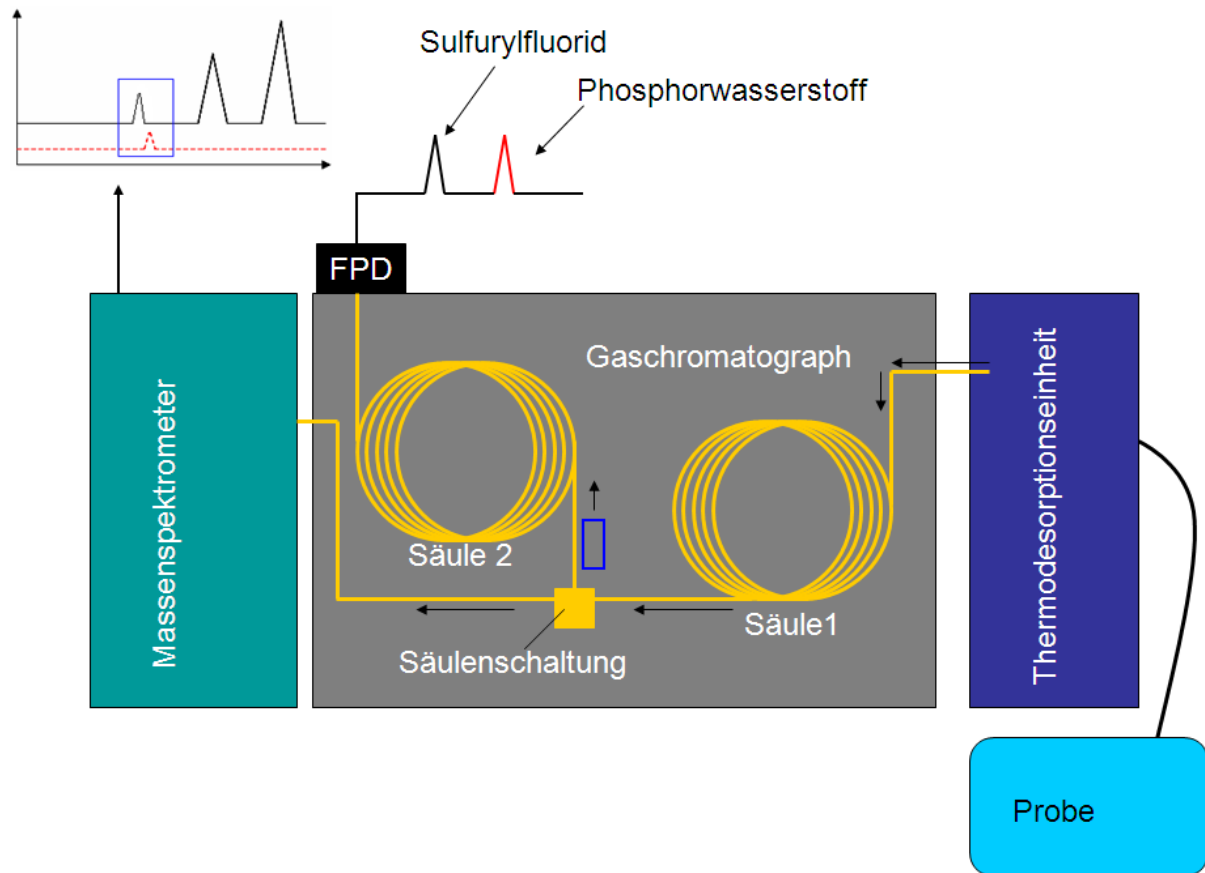 Sulfurylfluorid
Phosphorwasserstoff
FPD
Gaschromatograph
Massenspektrometer
Thermodesorptionseinheit
Säule 2
Säule1
Säulenschaltung
Probe